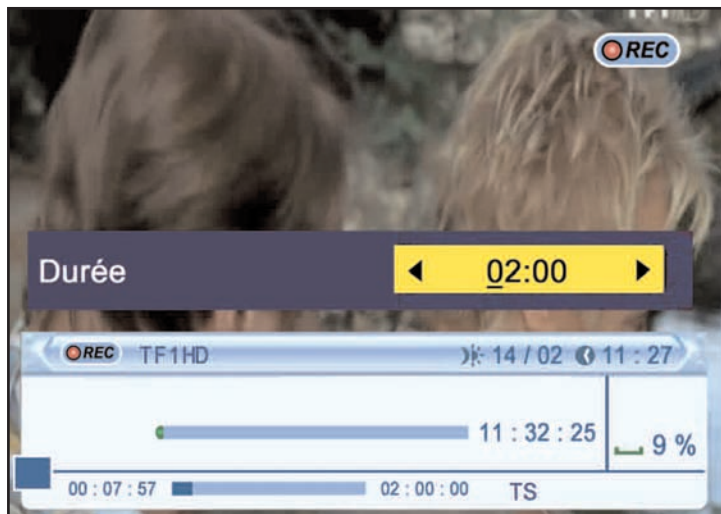 TF1HD
REC
Durée 02:00
REC TF1HD 14 / 02 11 : 27
11 : 32 : 25
9 %
00 : 07 : 57 02 : 00 : 00 TS